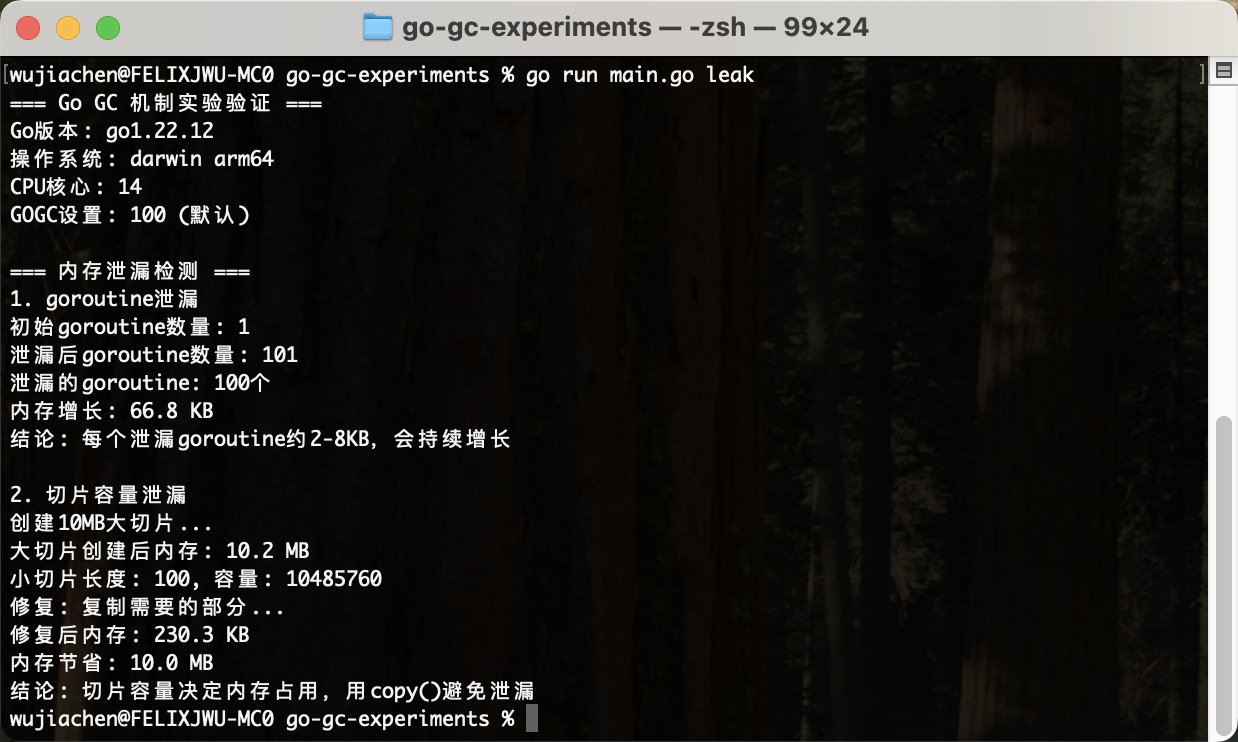 go-gc-experiments — -zsh — 99×24
[wujiachen@FELIXJWU-MC0 go-gc-experiments % go run main.go leak ]
=== Go GC 机制实验验证 ===
Go版本: go1.22.12
操作系统: darwin arm64
CPU核心: 14
GOGC设置: 100 (默认)
=== 内存泄漏检测 ===
1. goroutine泄漏
初始goroutine数量: 1
泄漏后goroutine数量: 101
泄漏的goroutine: 100个
内存增长: 66.8 KB
结论: 每个泄漏goroutine约2-8KB, 会持续增长
2. 切片容量泄漏
创建10MB大切片...
大切片创建后内存: 10.2 MB
小切片长度: 100, 容量: 10485760
修复: 复制需要的部分...
修复后内存: 230.3 KB
内存节省: 10.0 MB
结论: 切片容量决定内存占用, 用copy()避免泄漏
wujiachen@FELIXJWU-MC0 go-gc-experiments %